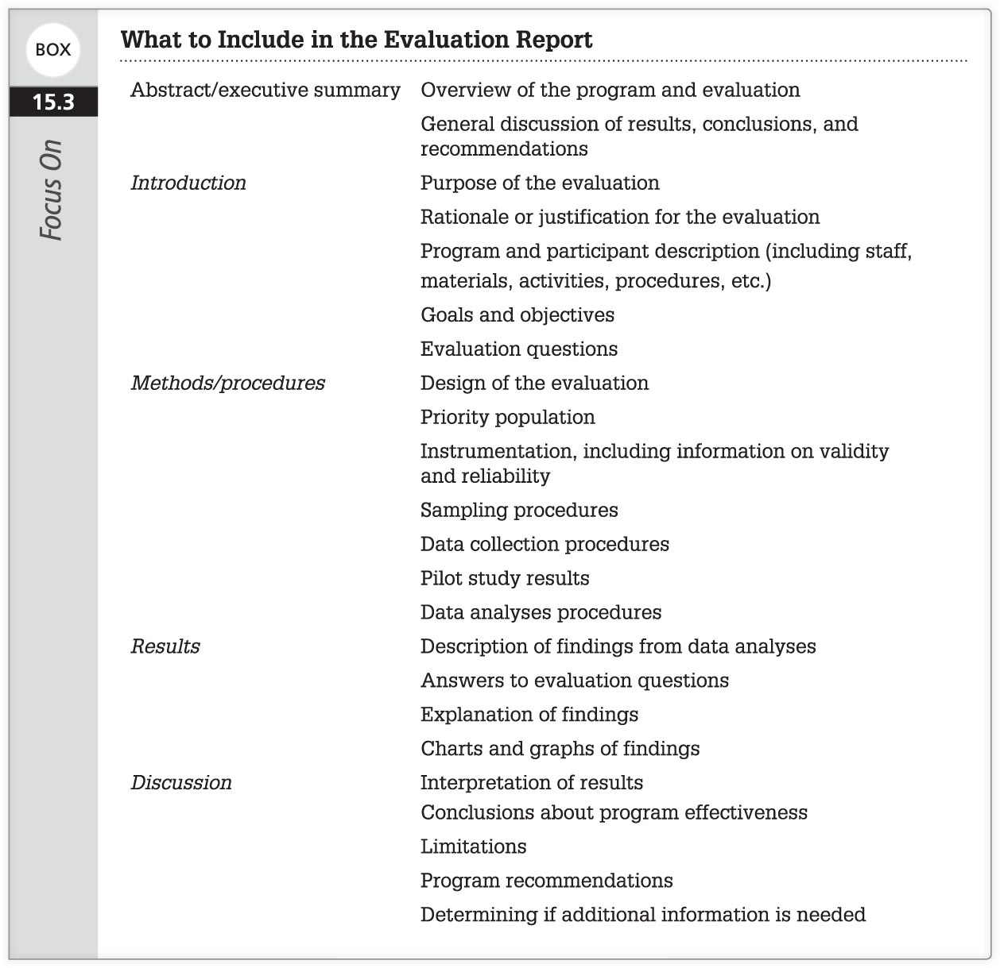 BOX
15.3
Focus On
What to Include in the Evaluation Report
Abstract/executive summary Overview of the program and evaluation
General discussion of results, conclusions, and
recommendations
Introduction Purpose of the evaluation
Rationale or justification for the evaluation
Program and participant description (including staff,
materials, activities, procedures, etc.)
Goals and objectives
Evaluation questions
Methods/procedures Design of the evaluation
Priority population
Instrumentation, including information on validity
and reliability
Sampling procedures
Data collection procedures
Pilot study results
Data analyses procedures
Results Description of findings from data analyses
Answers to evaluation questions
Explanation of findings
Charts and graphs of findings
Discussion Interpretation of results
Conclusions about program effectiveness
Limitations
Program recommendations
Determining if additional information is needed